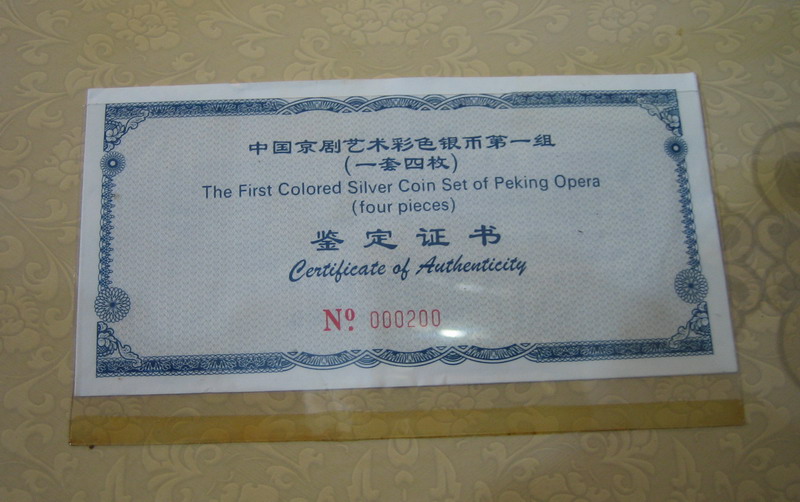 中国京剧艺术彩色银币第一组
(一套四枚)
The First Colored Silver Coin Set of Peking Opera
(four pieces)
鉴定证书
Certificate of Authenticity
Nº 000200